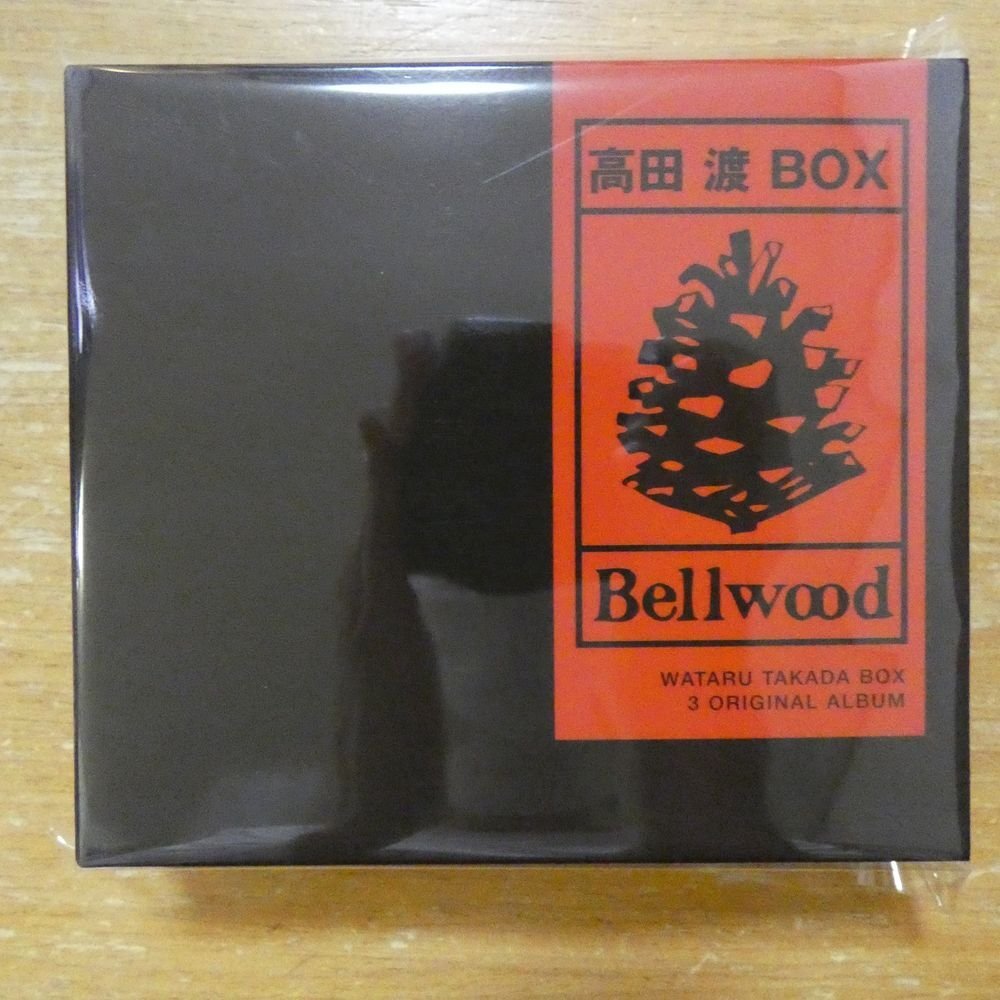 高田 渡 BOX
Bellwood
WATARU TAKADA BOX
3 ORIGINAL ALBUM